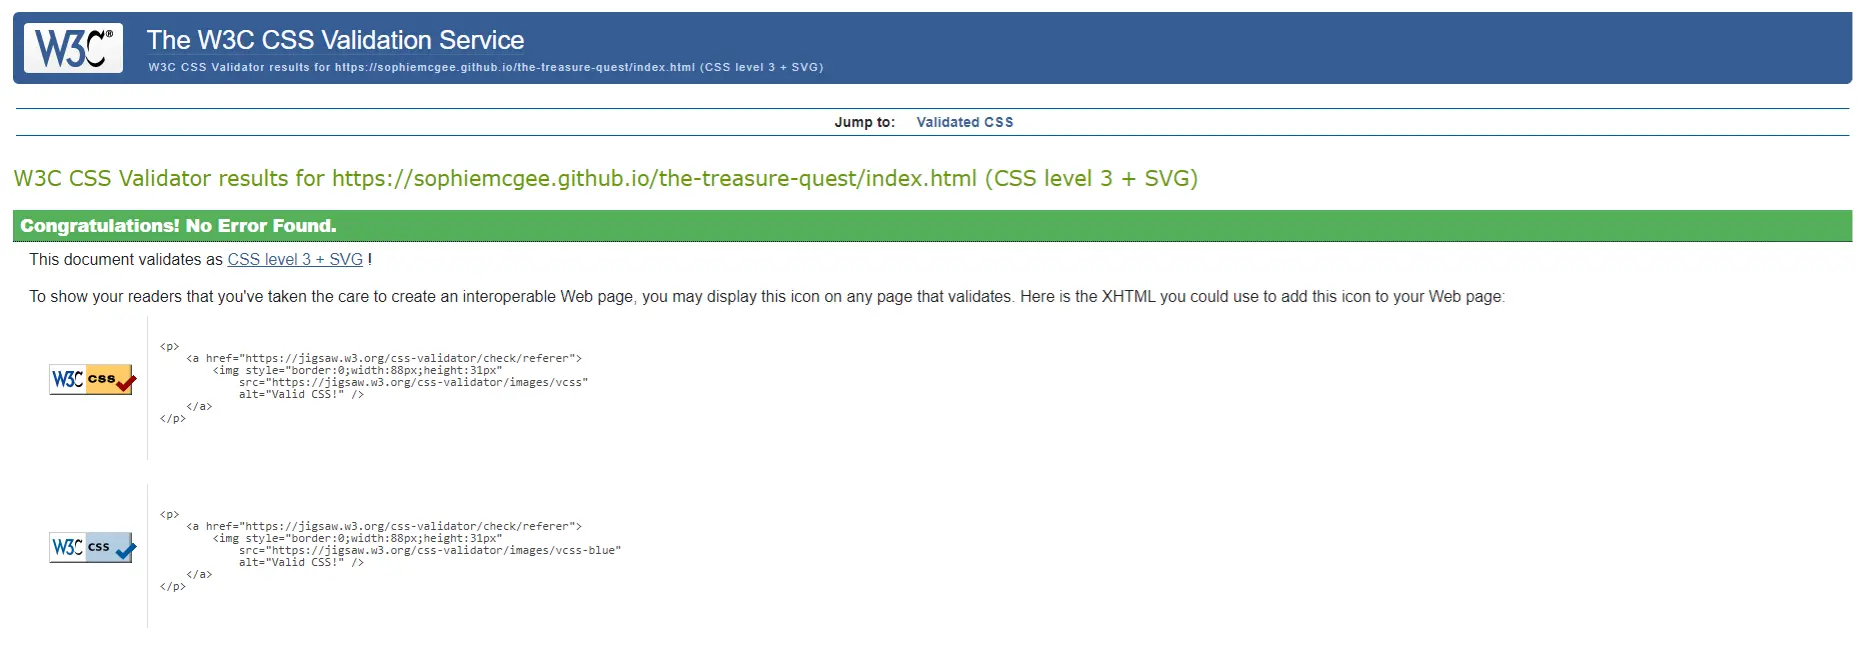 W3C®
The W3C CSS Validation Service
W3C CSS Validator results for https://sophiemcgee.github.io/the-treasure-quest/index.html (CSS level 3 + SVG)
Jump to: Validated CSS
W3C CSS Validator results for https://sophiemcgee.github.io/the-treasure-quest/index.html (CSS level 3 + SVG)
Congratulations! No Error Found.
This document validates as CSS level 3 + SVG !
To show your readers that you've taken the care to create an interoperable Web page, you may display this icon on any page that validates. Here is the XHTML you could use to add this icon to your Web page:
W3C css
<p>
    <a href="https://jigsaw.w3.org/css-validator/check/referer">
        <img style="border:0;width:88px;height:31px"
            src="https://jigsaw.w3.org/css-validator/images/vcss"
            alt="Valid CSS!" />
    </a>
</p>
W3C css
<p>
    <a href="https://jigsaw.w3.org/css-validator/check/referer">
        <img style="border:0;width:88px;height:31px"
            src="https://jigsaw.w3.org/css-validator/images/vcss-blue"
            alt="Valid CSS!" />
    </a>
</p>